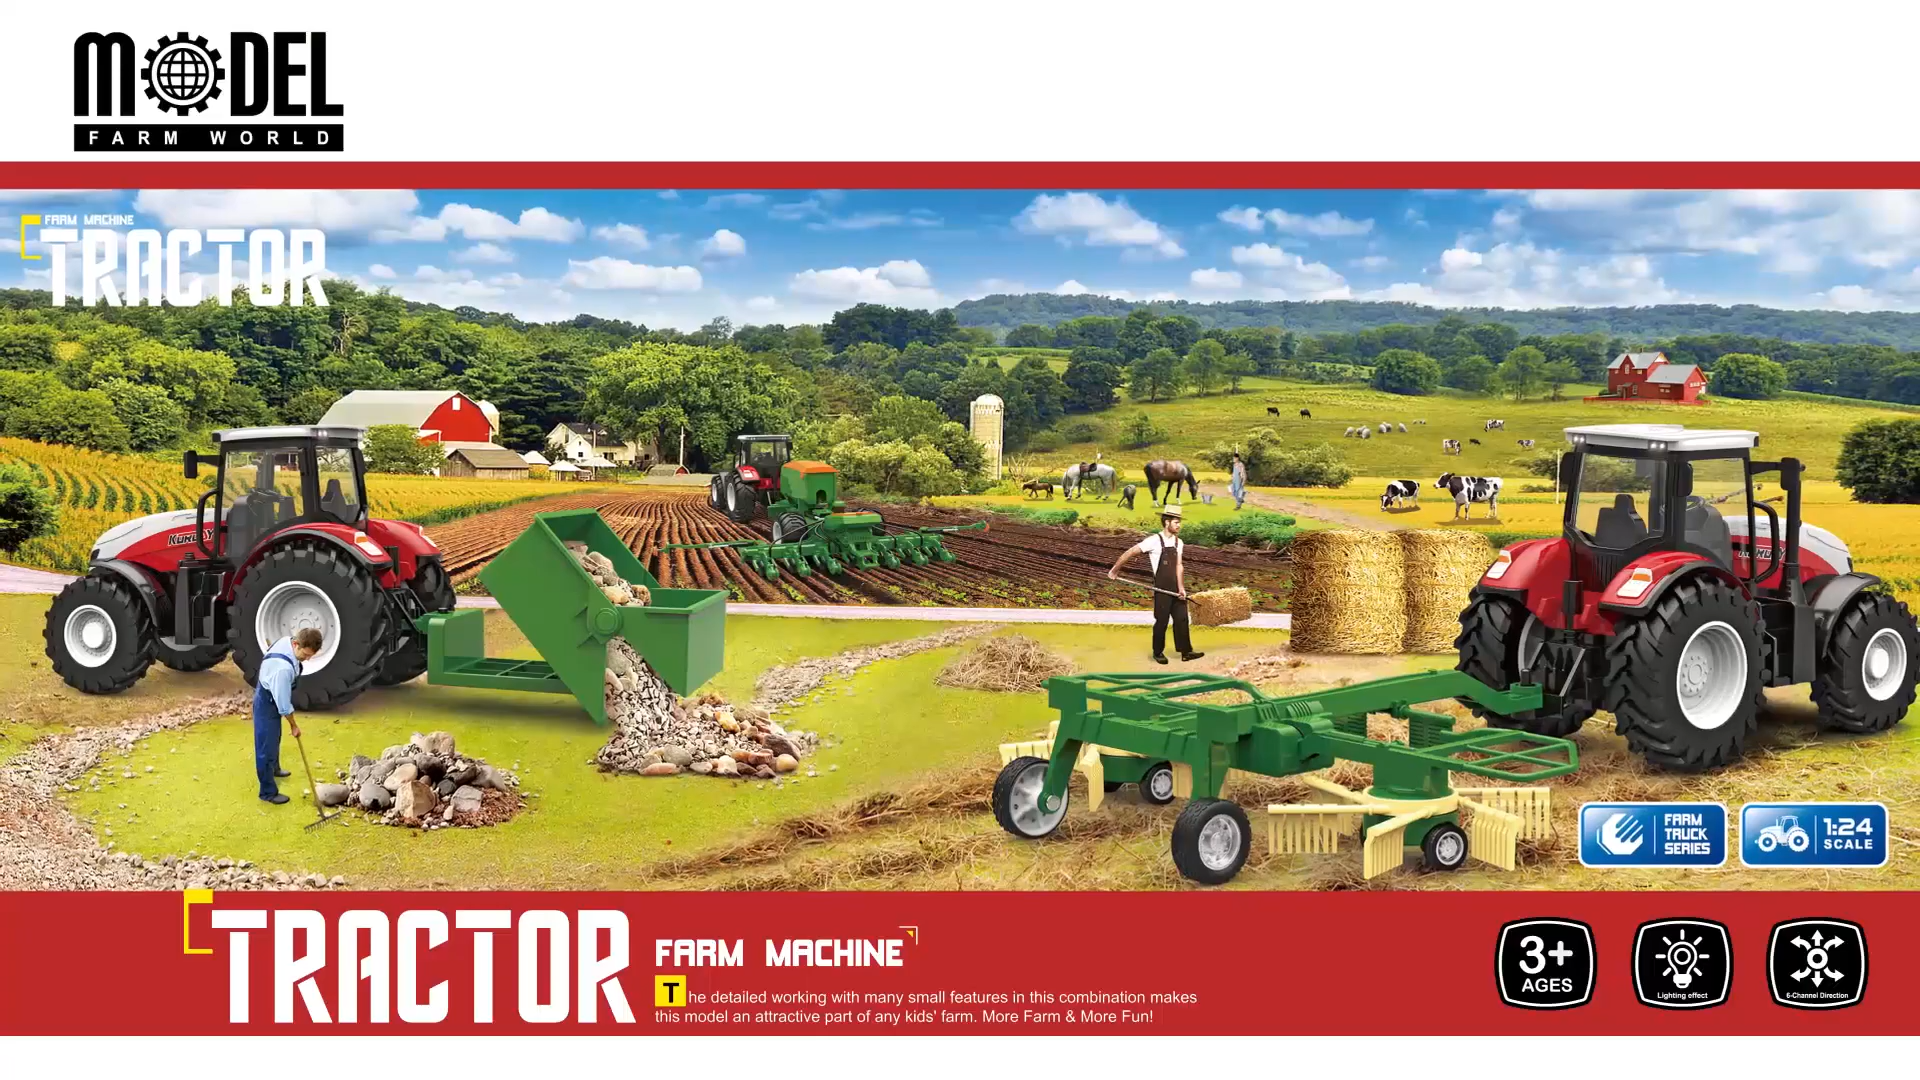 MODEL
FARM WORLD
FARM MACHINE
TRACTOR
FARM
TRUCK
SERIES
1:24
SCALE
TRACTOR
FARM MACHINE
The detailed working with many small features in this combination makes
this model an attractive part of any kids' farm. More Farm & More Fun!
3+
AGES
Lighting effect
6-Channel Direction